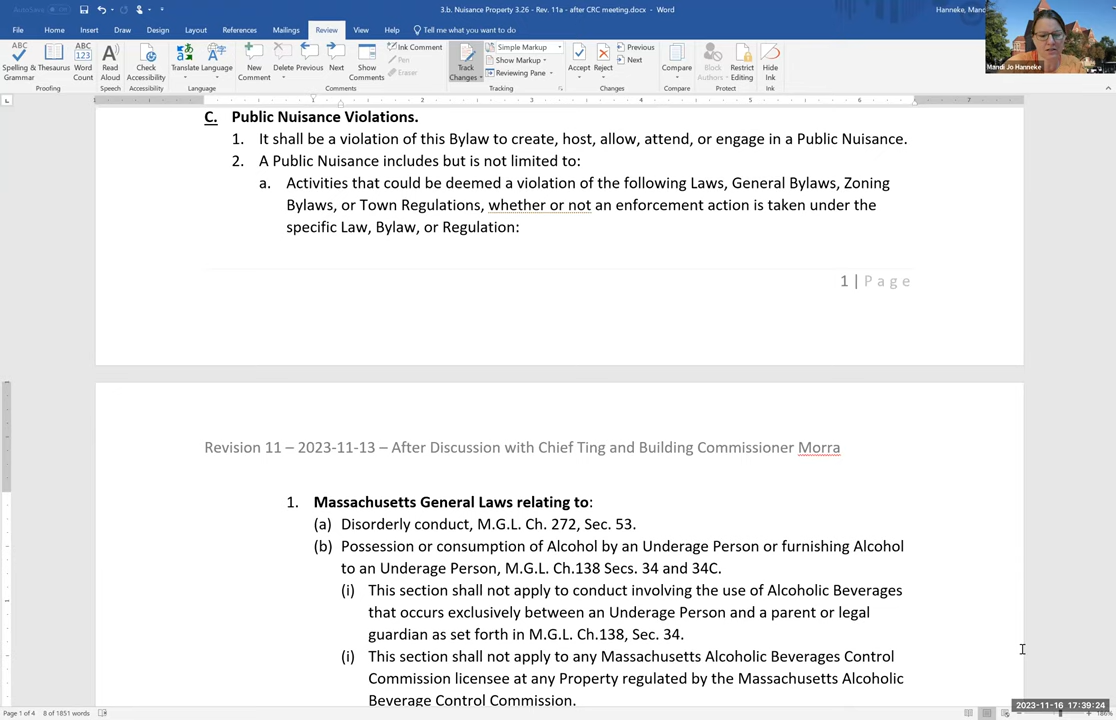 AutoSave
3.b. Nuisance Property 3.26 - Rev. 11a - after CRC meeting.docx - Word
Hanneke, Mandi
File Home Insert Draw Design Layout References Mailings Review View Help Tell me what you want to do
Spelling & Grammar
Thesaurus
Word Count
Read Aloud
Check Accessibility
Translate
Language
New Comment
Delete
Previous
Next
Show Comments
Ink Comment
Pen
Eraser
Track Changes
Simple Markup
Show Markup
Reviewing Pane
Accept
Reject
Previous
Next
Compare
Block Authors
Restrict Editing
Hide Ink
Proofing Speech Accessibility Language Comments Tracking Changes Compare Protect Ink
Mandi Jo Hanneke
1 1 2 3 4 5 6 7
C. Public Nuisance Violations.
1. It shall be a violation of this Bylaw to create, host, allow, attend, or engage in a Public Nuisance.
2. A Public Nuisance includes but is not limited to:
a. Activities that could be deemed a violation of the following Laws, General Bylaws, Zoning
Bylaws, or Town Regulations, whether or not an enforcement action is taken under the
specific Law, Bylaw, or Regulation:
1 | Page
Revision 11 – 2023-11-13 – After Discussion with Chief Ting and Building Commissioner Morra
1. Massachusetts General Laws relating to:
(a) Disorderly conduct, M.G.L. Ch. 272, Sec. 53.
(b) Possession or consumption of Alcohol by an Underage Person or furnishing Alcohol
to an Underage Person, M.G.L. Ch.138 Secs. 34 and 34C.
(i) This section shall not apply to conduct involving the use of Alcoholic Beverages
that occurs exclusively between an Underage Person and a parent or legal
guardian as set forth in M.G.L. Ch.138, Sec. 34.
(i) This section shall not apply to any Massachusetts Alcoholic Beverages Control
Commission licensee at any Property regulated by the Massachusetts Alcoholic
Beverage Control Commission.
Page 1 of 4 8 of 1851 words
2023-11-16 17:39:24